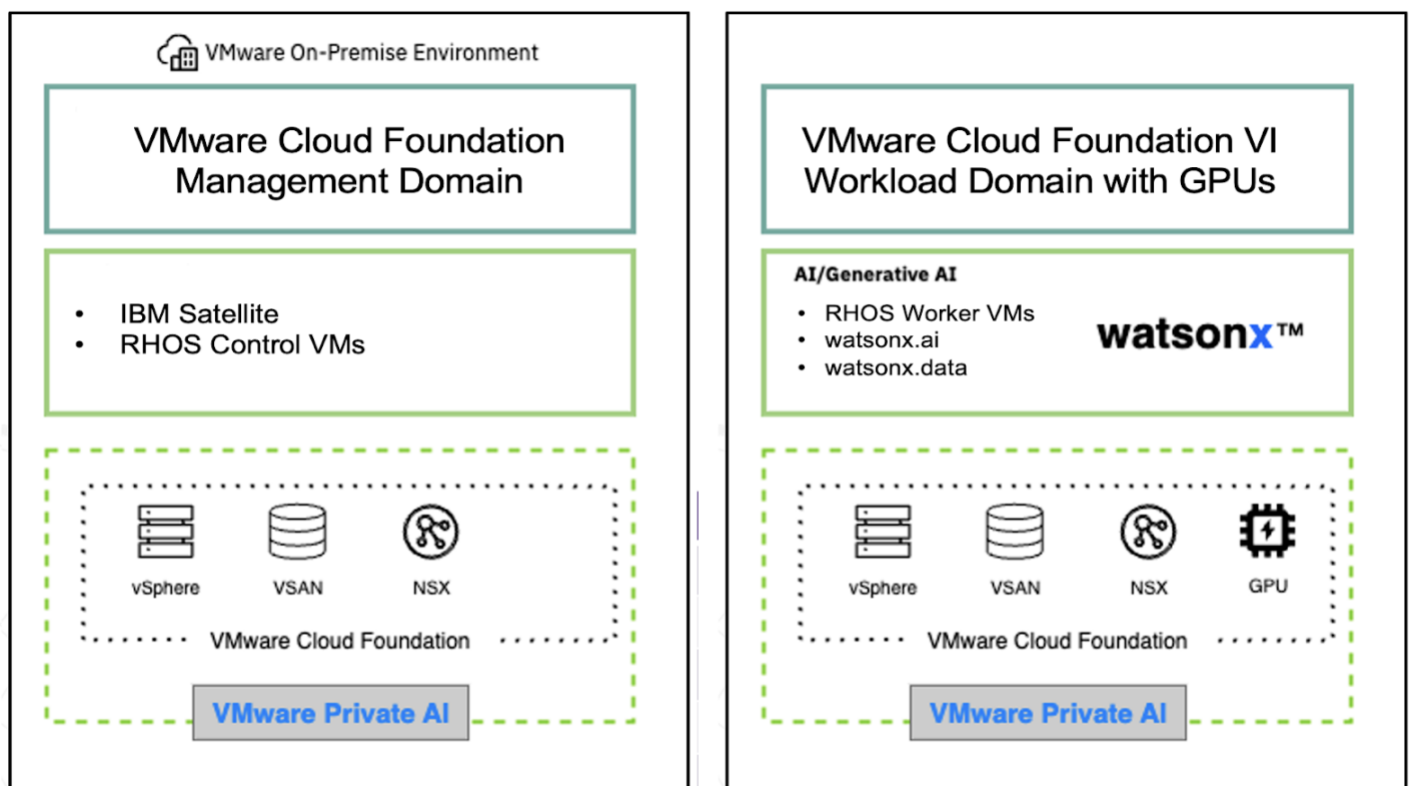 VMware On-Premise Environment
VMware Cloud Foundation
Management Domain
• IBM Satellite
• RHOS Control VMs
vSphere VSAN NSX
VMware Cloud Foundation
VMware Private AI
VMware Cloud Foundation VI
Workload Domain with GPUs
AI/Generative AI
• RHOS Worker VMs
• watsonx.ai
• watsonx.data
watsonx™
vSphere VSAN NSX GPU
VMware Cloud Foundation
VMware Private AI